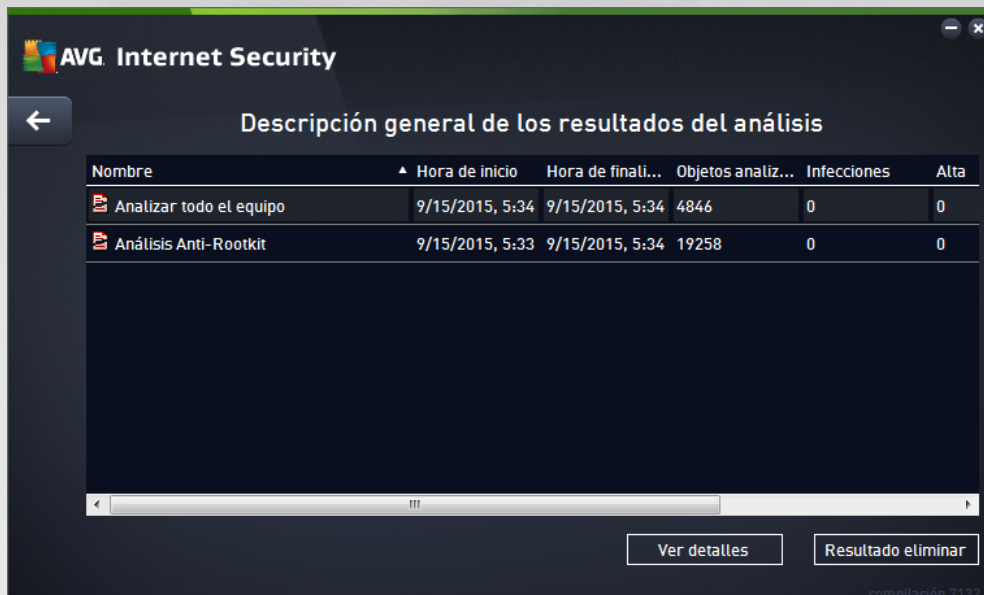 AVG. Internet Security
Descripción general de los resultados del análisis
Nombre Hora de inicio Hora de finali... Objetos analiz... Infecciones Alta
Analizar todo el equipo 9/15/2015, 5:34 9/15/2015, 5:34 4846 0 0
Análisis Anti-Rootkit 9/15/2015, 5:33 9/15/2015, 5:34 19258 0 0
Ver detalles Resultado eliminar
compilación 7132